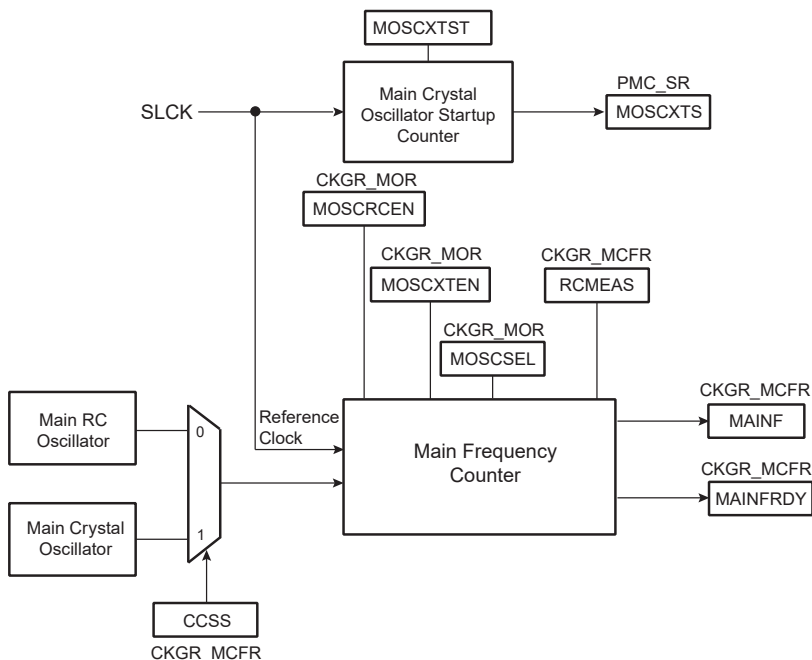 MOSCXTST
Main Crystal
Oscillator Startup
Counter
SLCK
PMC_SR
MOSCXTS
CKGR_MOR
MOSCRCEN
CKGR_MOR
MOSCXTEN
CKGR_MCFR
RCMEAS
CKGR_MOR
MOSCSEL
Main RC
Oscillator
0
Reference
Clock
Main Frequency
Counter
CKGR_MCFR
MAINF
CKGR_MCFR
MAINFRDY
Main Crystal
Oscillator
1
CCSS
CKGR_MCFR